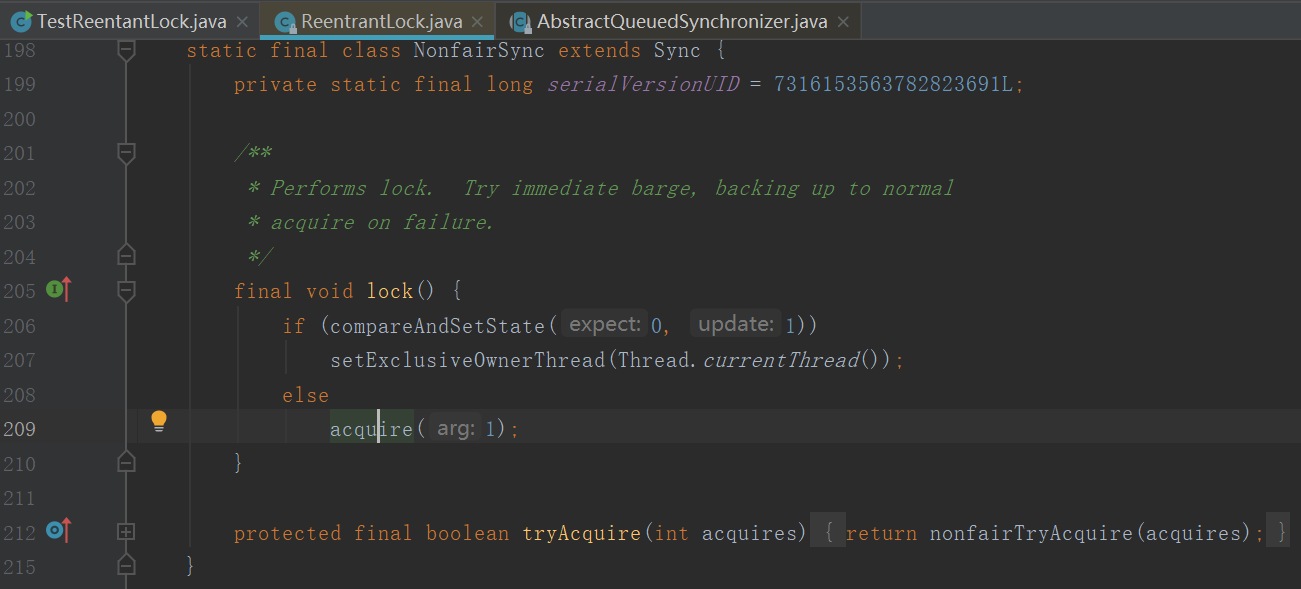 TestReentantLock.java ReentrantLock.java AbstractQueuedSynchronizer.java
198 static final class NonfairSync extends Sync {
199 private static final long serialVersionUID = 7316153563782823691L;
200
201 /**
202 * Performs lock.  Try immediate barge, backing up to normal
203 * acquire on failure.
204 */
205 final void lock() {
206 if (compareAndSetState( expect: 0, update: 1))
207 setExclusiveOwnerThread(Thread.currentThread());
208 else
209 acquire( arg: 1);
210 }
211
212 protected final boolean tryAcquire(int acquires) { return nonfairTryAcquire(acquires); }
215 }